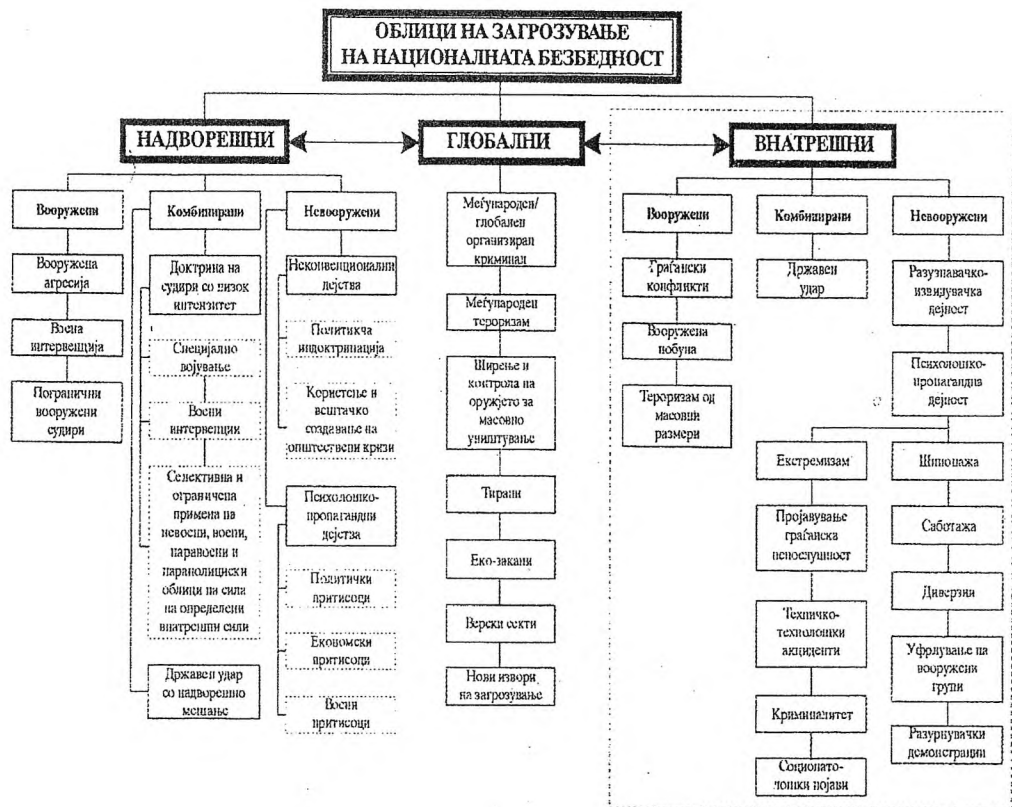 ОБЛИЦИ НА ЗАГРОЗУВАЊЕ
НА НАЦИОНАЛНАТА БЕЗБЕДНОСТ
НАДВОРЕШНИ
ГЛОБАЛНИ
ВНАТРЕШНИ
Вооружени
Вооружена
агресија
Воена
интервенција
Погранични
вооружени
судири
Комбинирани
Доктрина на
судири со низок
интензитет
Специјално
војување
Воени
интервенции
Селективна и
ограничена
примена на
невоени, воени,
паравоени и
параполициски
облици на сила
на определени
внатрешни сили
Државен удар
со надворешно
мешање
Невооружени
Неконвенционални
дејства
Политикча
индоктринација
Користење и
вештачко
создавање на
општествени кризи
Психолошко-
пропагандни
дејства
Политички
притисоци
Економски
притисоци
Воени
притисоци
Меѓународен/
глобален
организиран
криминал
Меѓународен
тероризам
Ширење и
контрола на
оружјето за
масовно
уништување
Тирани
Еко-закани
Верски секти
Нови извори
на загрозување
Вооружени
Граѓански
конфликти
Вооружена
побуна
Тероризам од
масовни
размери
Комбинирани
Државен
удар
Невооружени
Разузнавачко-
извидувачка
дејност
Психолошко-
пропагандна
дејност
Екстремизам
Пројавување
граѓанска
непослушност
Техничко-
технолошки
акциденти
Криминалитет
Социопато-
лошки појави
Шпионажа
Саботажа
Диверзии
Уфрлување на
вооружени
групи
Разурнувачки
демонстрации